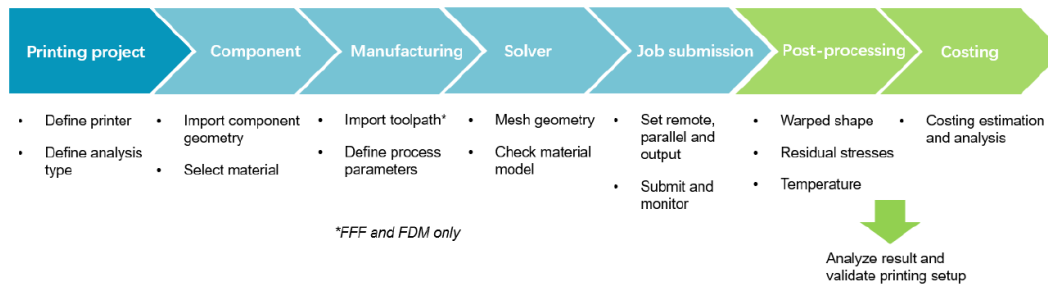 Printing project
Component
Manufacturing
Solver
Job submission
Post-processing
Costing
• Define printer
• Define analysis
type
• Import component
geometry
• Select material
• Import toolpath*
• Define process
parameters
*FFF and FDM only
• Mesh geometry
• Check material
model
• Set remote,
parallel and
output
• Submit and
monitor
• Warped shape
• Residual stresses
• Temperature
• Costing estimation
and analysis
Analyze result and
validate printing setup